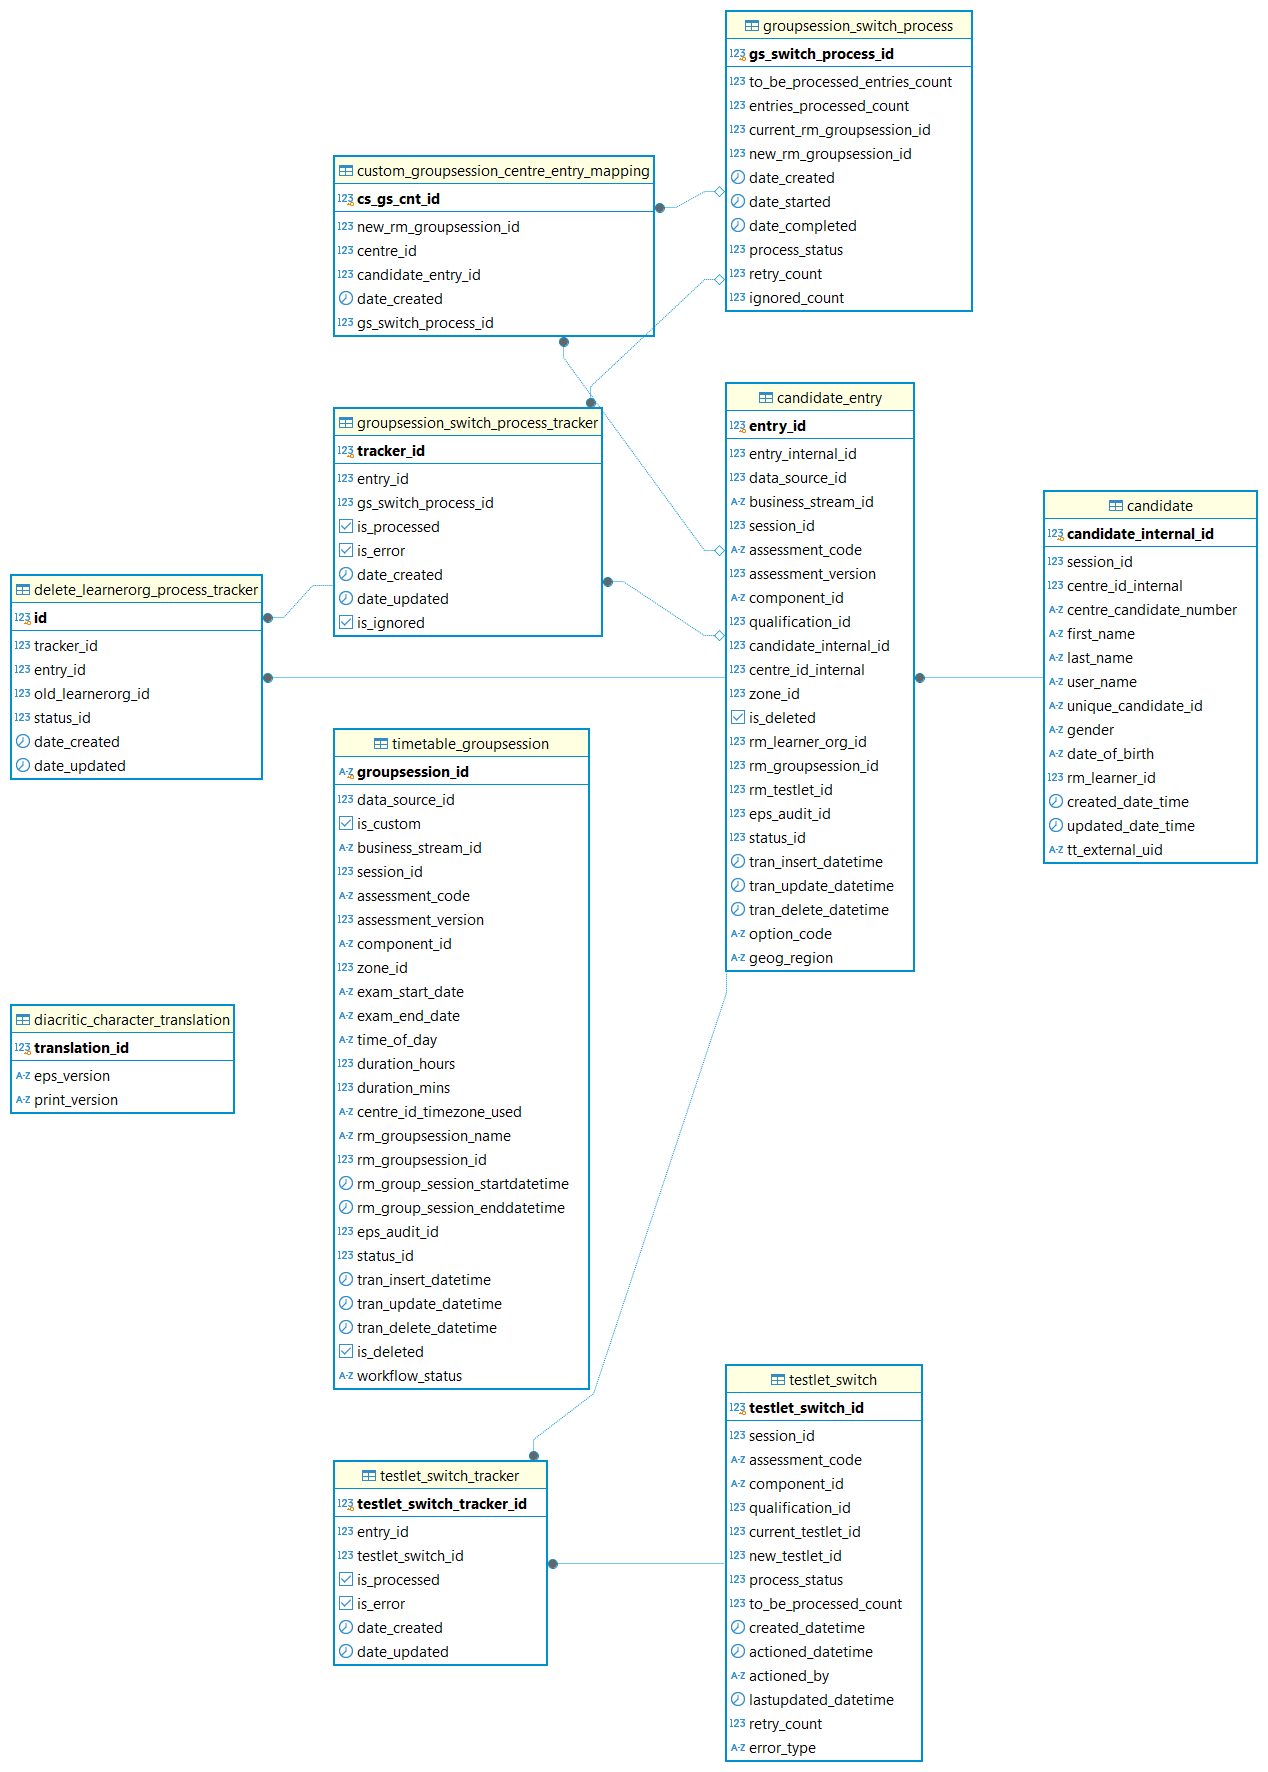 groupsession_switch_process
gs_switch_process_id
to_be_processed_entries_count
entries_processed_count
current_rm_groupsession_id
new_rm_groupsession_id
date_created
date_started
date_completed
process_status
retry_count
ignored_count
custom_groupsession_centre_entry_mapping
cs_gs_cnt_id
new_rm_groupsession_id
centre_id
candidate_entry_id
date_created
gs_switch_process_id
groupsession_switch_process_tracker
tracker_id
entry_id
gs_switch_process_id
is_processed
is_error
date_created
date_updated
is_ignored
candidate_entry
entry_id
entry_internal_id
data_source_id
business_stream_id
session_id
assessment_code
assessment_version
component_id
qualification_id
candidate_internal_id
centre_id_internal
zone_id
is_deleted
rm_learner_org_id
rm_groupsession_id
rm_testlet_id
eps_audit_id
status_id
tran_insert_datetime
tran_update_datetime
tran_delete_datetime
option_code
geog_region
candidate
candidate_internal_id
session_id
centre_id_internal
centre_candidate_number
first_name
last_name
user_name
unique_candidate_id
gender
date_of_birth
rm_learner_id
created_date_time
updated_date_time
tt_external_uid
delete_learnerorg_process_tracker
id
tracker_id
entry_id
old_learnerorg_id
status_id
date_created
date_updated
timetable_groupsession
groupsession_id
data_source_id
is_custom
business_stream_id
session_id
assessment_code
assessment_version
component_id
zone_id
exam_start_date
exam_end_date
time_of_day
duration_hours
duration_mins
centre_id_timezone_used
rm_groupsession_name
rm_groupsession_id
rm_group_session_startdatetime
rm_group_session_enddatetime
eps_audit_id
status_id
tran_insert_datetime
tran_update_datetime
tran_delete_datetime
is_deleted
workflow_status
diacritic_character_translation
translation_id
eps_version
print_version
testlet_switch_tracker
testlet_switch_tracker_id
entry_id
testlet_switch_id
is_processed
is_error
date_created
date_updated
testlet_switch
testlet_switch_id
session_id
assessment_code
component_id
qualification_id
current_testlet_id
new_testlet_id
process_status
to_be_processed_count
created_datetime
actioned_datetime
actioned_by
lastupdated_datetime
retry_count
error_type